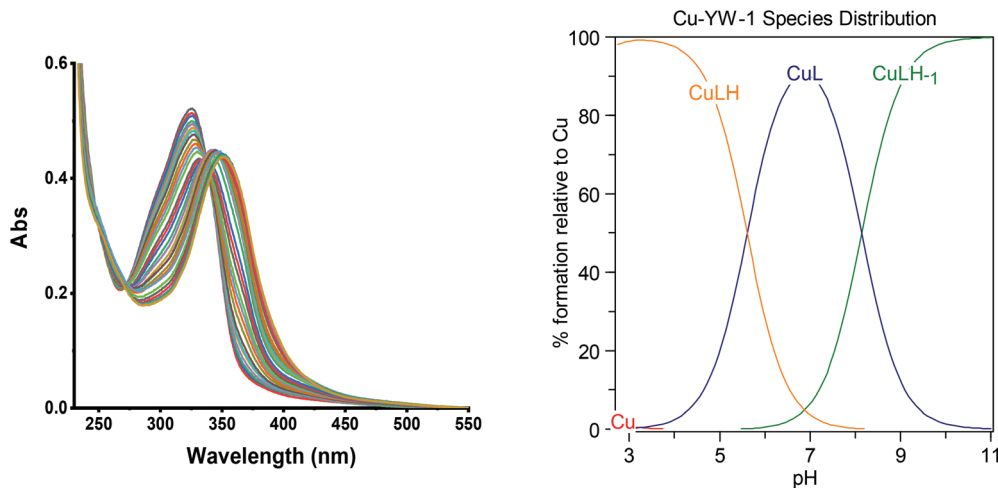 0.6
0.4
0.2
0.0
Abs
250 300 350 400 450 500 550
Wavelength (nm)
Cu-YW-1 Species Distribution
100
80
60
40
20
0
% formation relative to Cu
CuLH
CuL
CuLH-1
Cu
3 5 7 9 11
pH